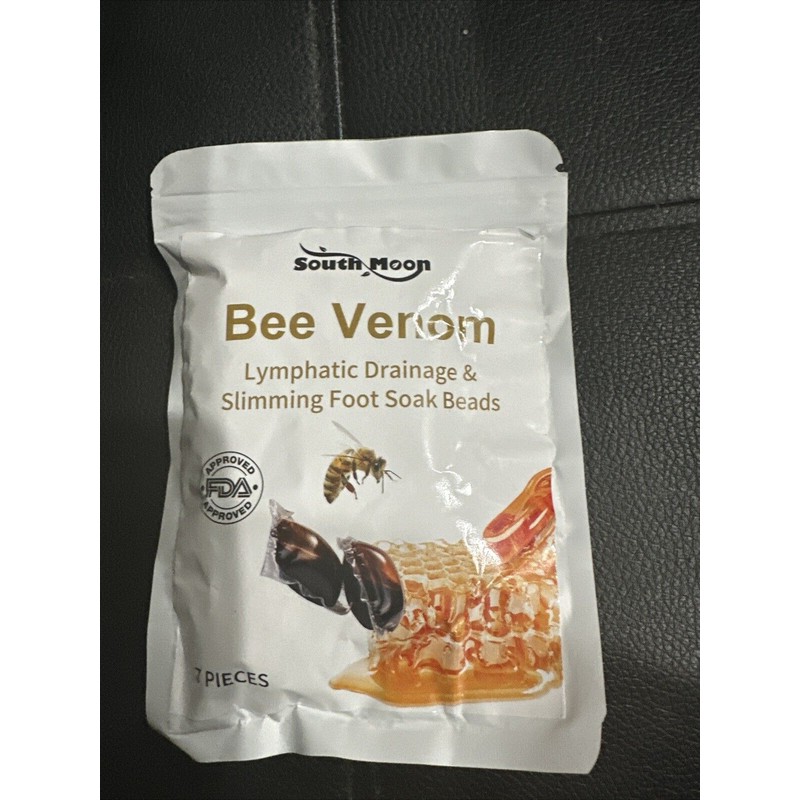 South Moon
Bee Venom
Lymphatic Drainage &
Slimming Foot Soak Beads
APPROVED
FDA
APPROVED
7 PIECES